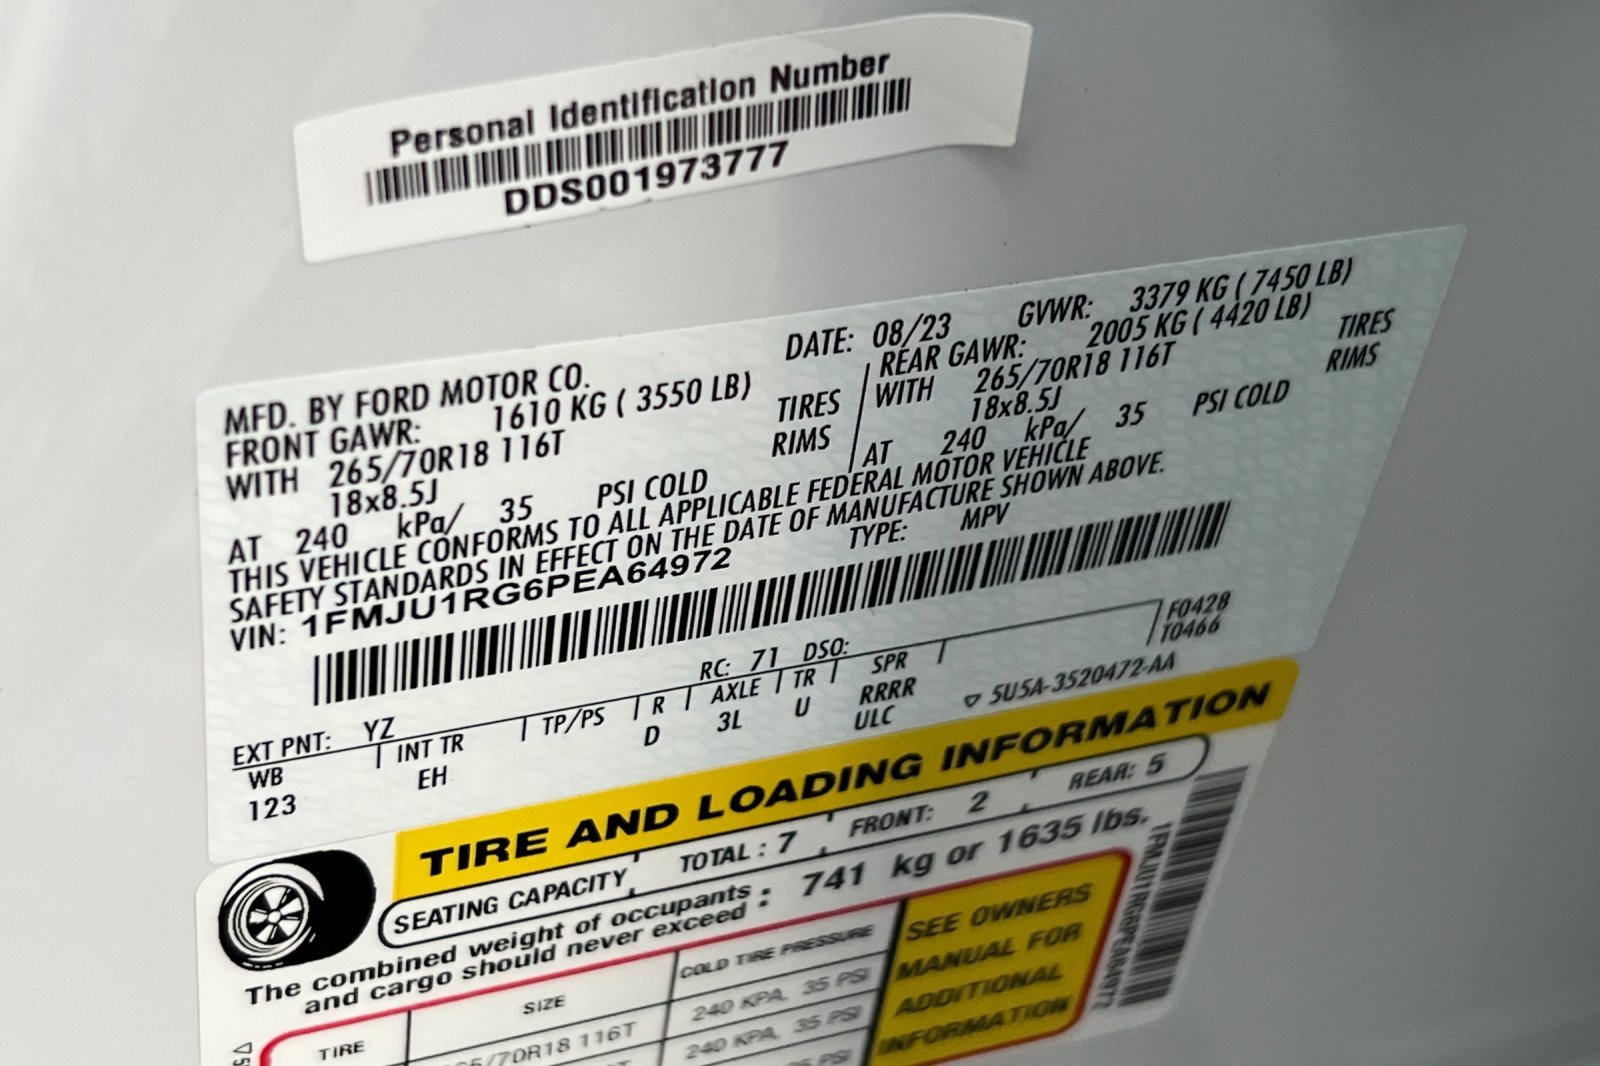 Personal Identification Number
DDS001973777
DATE: 08/23 GVWR: 3379 KG ( 7450 LB)
MFD. BY FORD MOTOR CO.
FRONT GAWR: 1610 KG ( 3550 LB)
WITH 265/70R18 116T TIRES
18x8.5J RIMS
AT 240 kPa/ 35 PSI COLD
REAR GAWR: 2005 KG ( 4420 LB)
WITH 265/70R18 116T TIRES
18x8.5J RIMS
AT 240 kPa/ 35 PSI COLD
THIS VEHICLE CONFORMS TO ALL APPLICABLE FEDERAL MOTOR VEHICLE
SAFETY STANDARDS IN EFFECT ON THE DATE OF MANUFACTURE SHOWN ABOVE.
VIN: 1FMJU1RG6PEA64972 TYPE: MPV
F0428
T0466
EXT PNT: YZ RC: 71 DSO:
WB INT TR TP/PS R AXLE TR SPR
123 EH D 3L U RRRR
ULC
5U5A-3520472-AA
TIRE AND LOADING INFORMATION
SEATING CAPACITY TOTAL : 7 FRONT: 2 REAR: 5
The combined weight of occupants
and cargo should never exceed : 741 kg or 1635 lbs.
TIRE SIZE COLD TIRE PRESSURE
/70R18 116T 240 KPA, 35 PSI
240 KPA, 35 PSI
PSI
SEE OWNERS
MANUAL FOR
ADDITIONAL
INFORMATION
1FMJU1RG6PEA64972